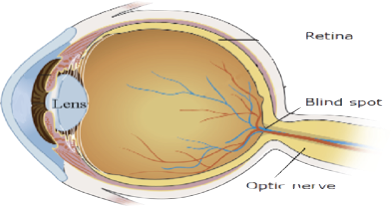 Retina
Lens
Blind spot
Optic nerve